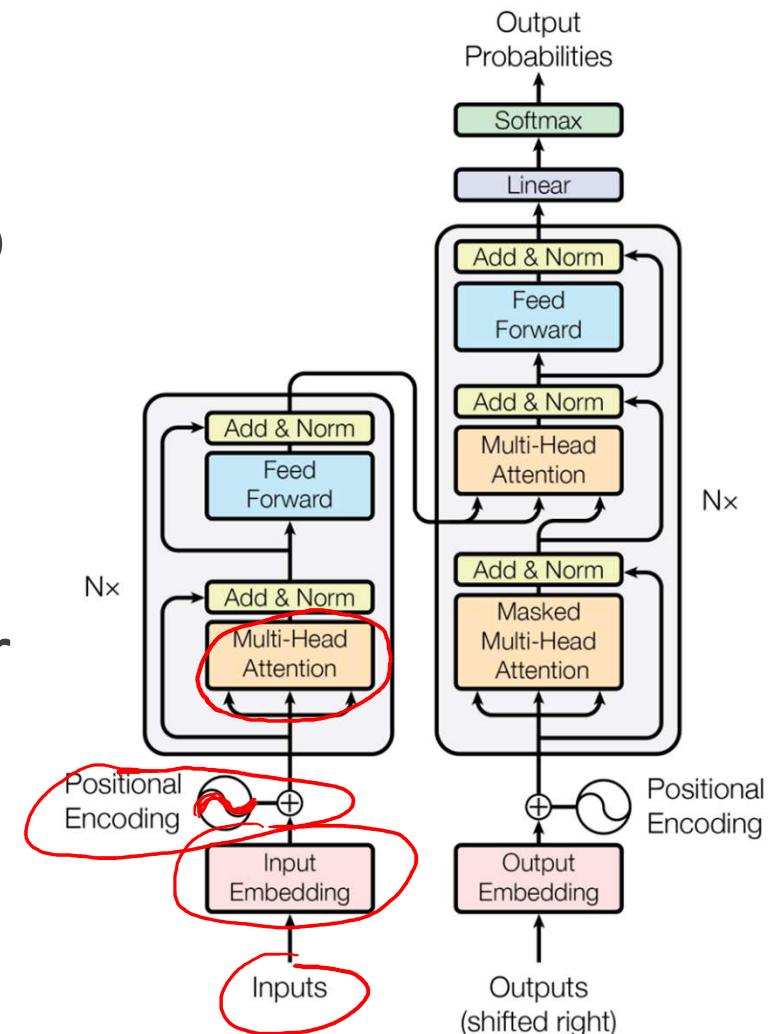 Output
Probabilities
Softmax
Linear
Add & Norm
Feed
Forward
Add & Norm
Multi-Head
Attention
Nx
Add & Norm
Masked
Multi-Head
Attention
Positional
Encoding
Output
Embedding
Outputs
(shifted right)
Add & Norm
Feed
Forward
Nx
Add & Norm
Multi-Head
Attention
Positional
Encoding
Input
Embedding
Inputs